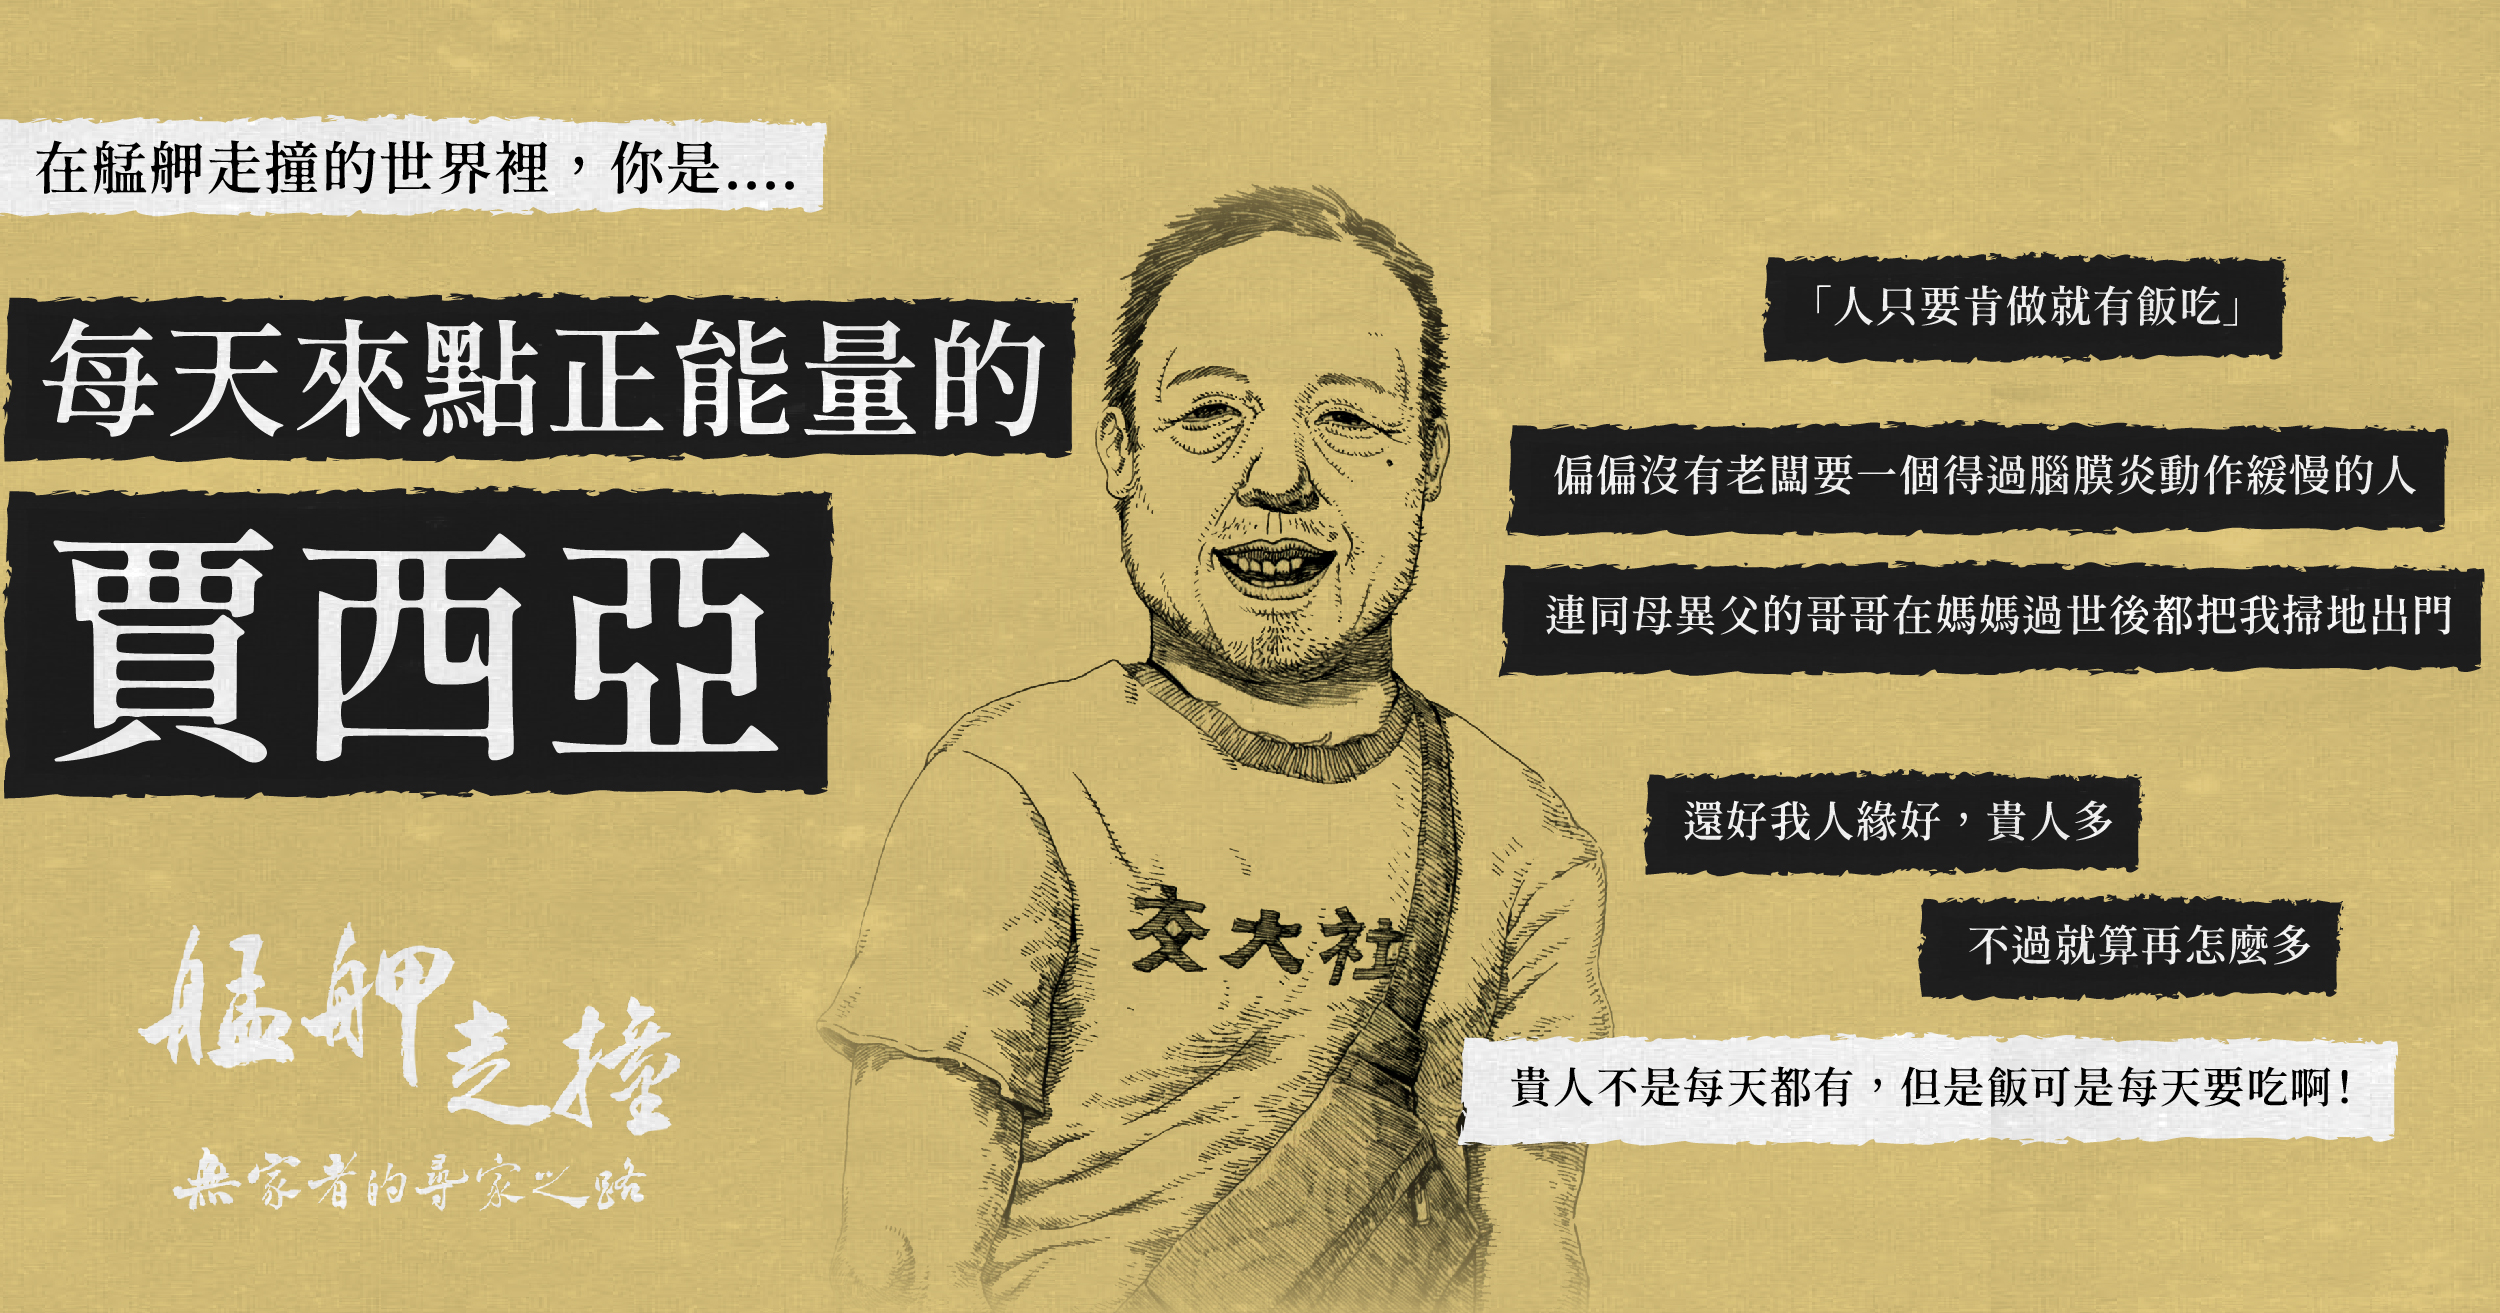 在艋舺走撞的世界裡，你是....
每天來點正能量的
賈西亞
艋舺走撞
無家者的尋家之路
交大社
「人只要肯做就有飯吃」
偏偏沒有老闆要一個得過腦膜炎動作緩慢的人
連同母異父的哥哥在媽媽過世後都把我掃地出門
還好我人緣好，貴人多
不過就算再怎麼多
貴人不是每天都有，但是飯可是每天要吃啊！